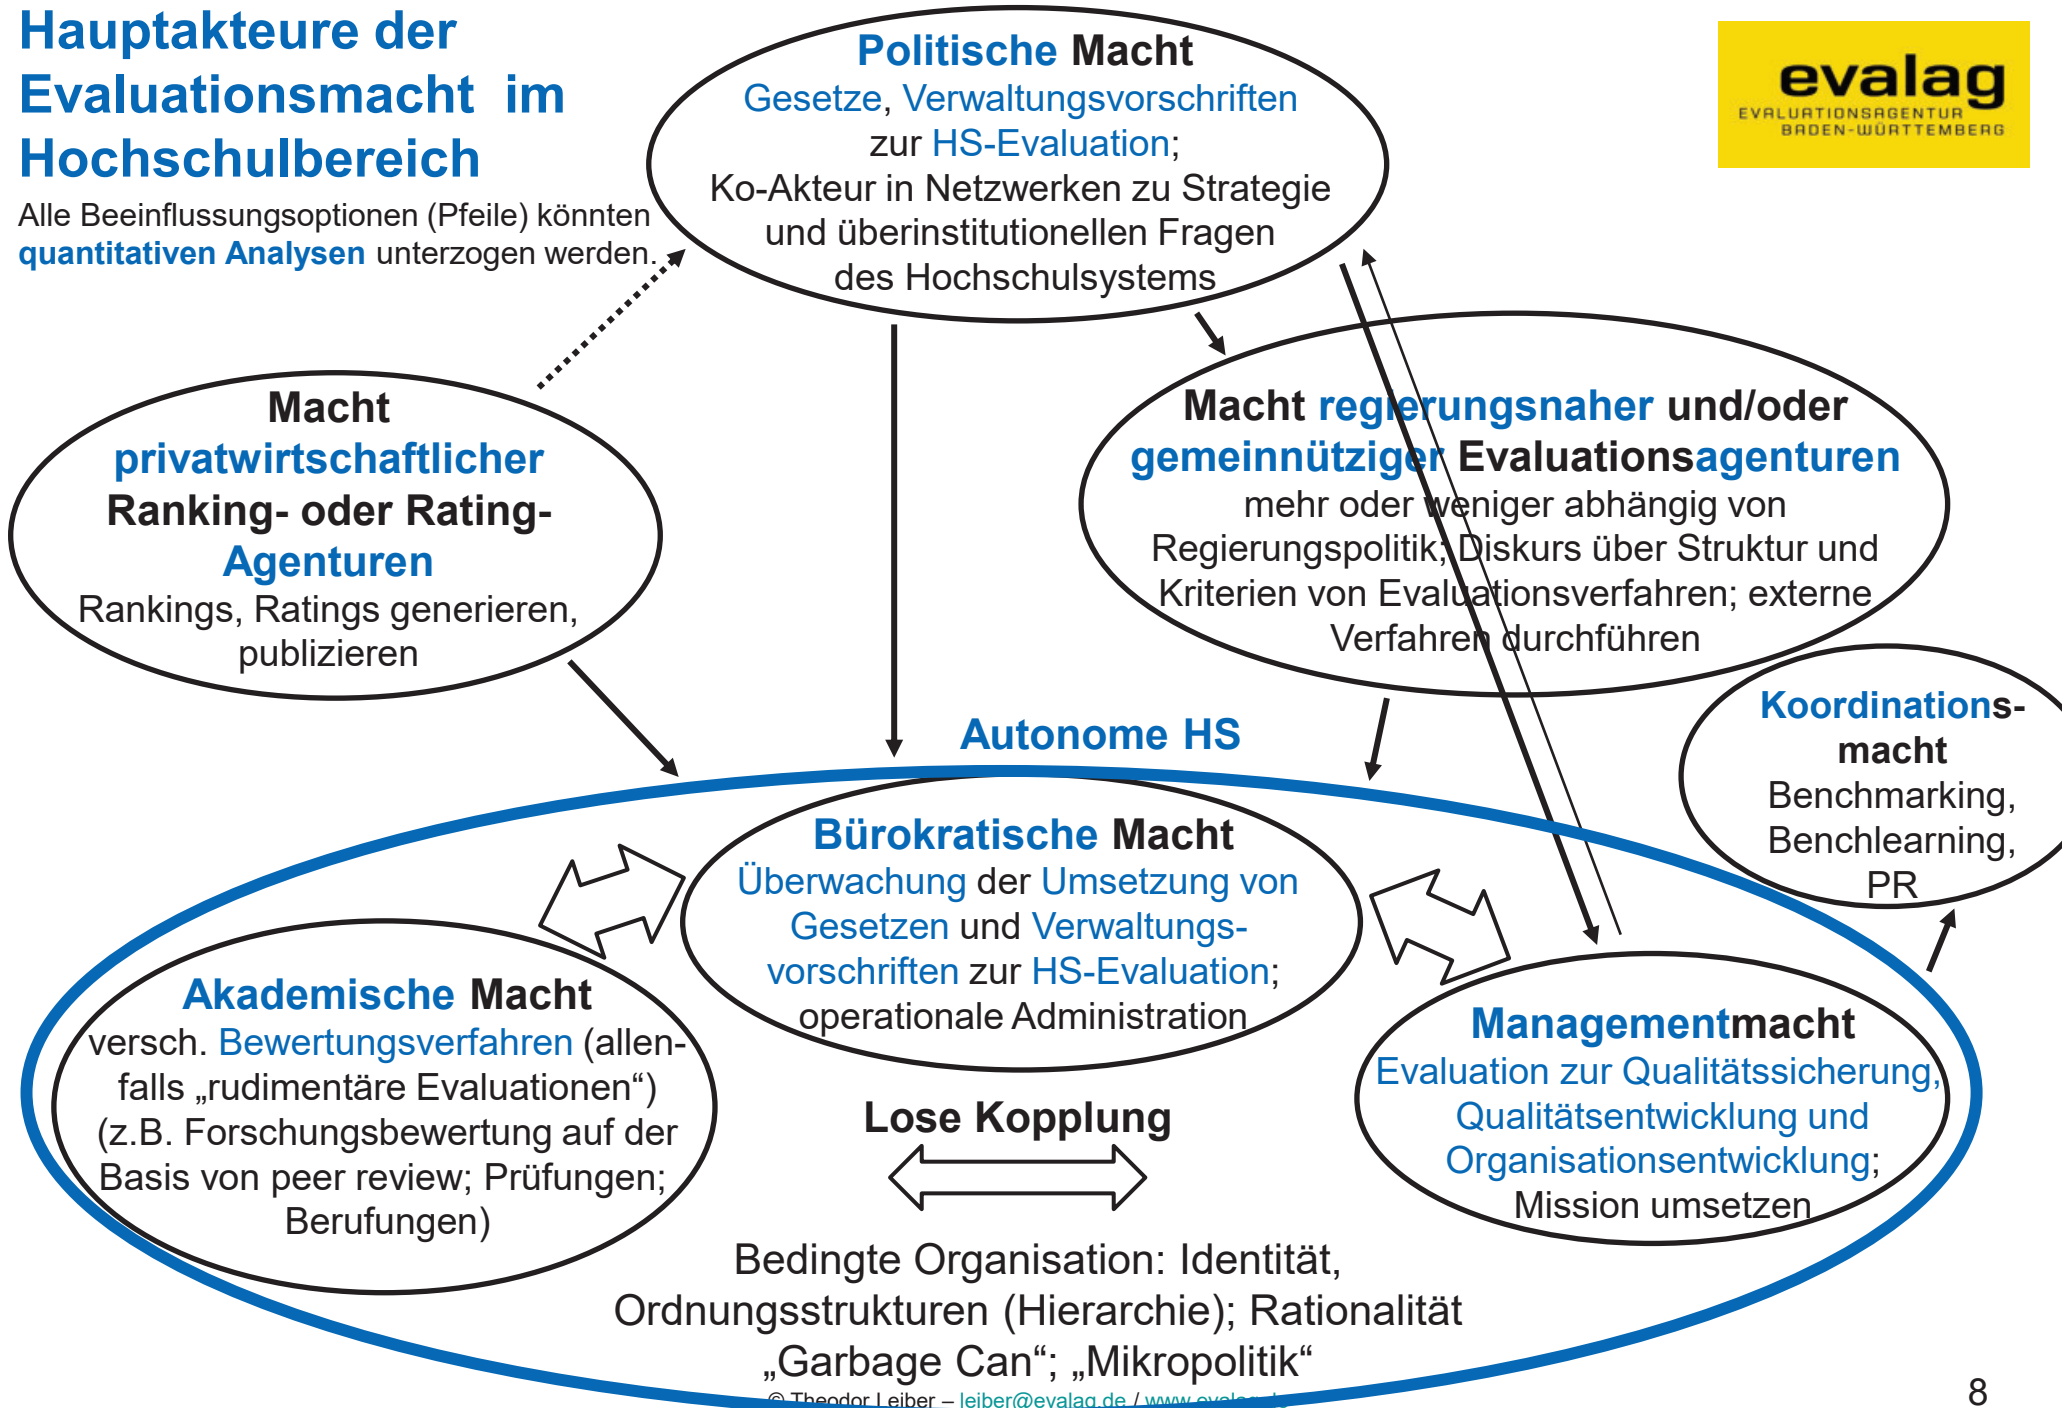 Hauptakteure der
Evaluationsmacht im
Hochschulbereich
Alle Beeinflussungsoptionen (Pfeile) könnten
quantitativen Analysen unterzogen werden.
Politische Macht
Gesetze, Verwaltungsvorschriften
zur HS-Evaluation;
Ko-Akteur in Netzwerken zu Strategie
und überinstitutionellen Fragen
des Hochschulsystems
evalag
EVALUATIONSAGENTUR
BADEN-WÜRTTEMBERG
Macht
privatwirtschaftlicher
Ranking- oder Rating-
Agenturen
Rankings, Ratings generieren,
publizieren
Macht regierungsnaher und/oder
gemeinnütziger Evaluationsagenturen
mehr oder weniger abhängig von
Regierungspolitik; Diskurs über Struktur und
Kriterien von Evaluationsverfahren; externe
Verfahren durchführen
Koordinations-
macht
Benchmarking,
Benchlearning,
PR
Autonome HS
Bürokratische Macht
Überwachung der Umsetzung von
Gesetzen und Verwaltungs-
vorschriften zur HS-Evaluation;
operationale Administration
Akademische Macht
versch. Bewertungsverfahren (allen-
falls „rudimentäre Evaluationen“)
(z.B. Forschungsbewertung auf der
Basis von peer review; Prüfungen;
Berufungen)
Managementmacht
Evaluation zur Qualitätssicherung,
Qualitätsentwicklung und
Organisationsentwicklung;
Mission umsetzen
Lose Kopplung
Bedingte Organisation: Identität,
Ordnungsstrukturen (Hierarchie); Rationalität
„Garbage Can“; „Mikropolitik“
© Theodor Leiber – leiber@evalag.de / www.evalag.de
8